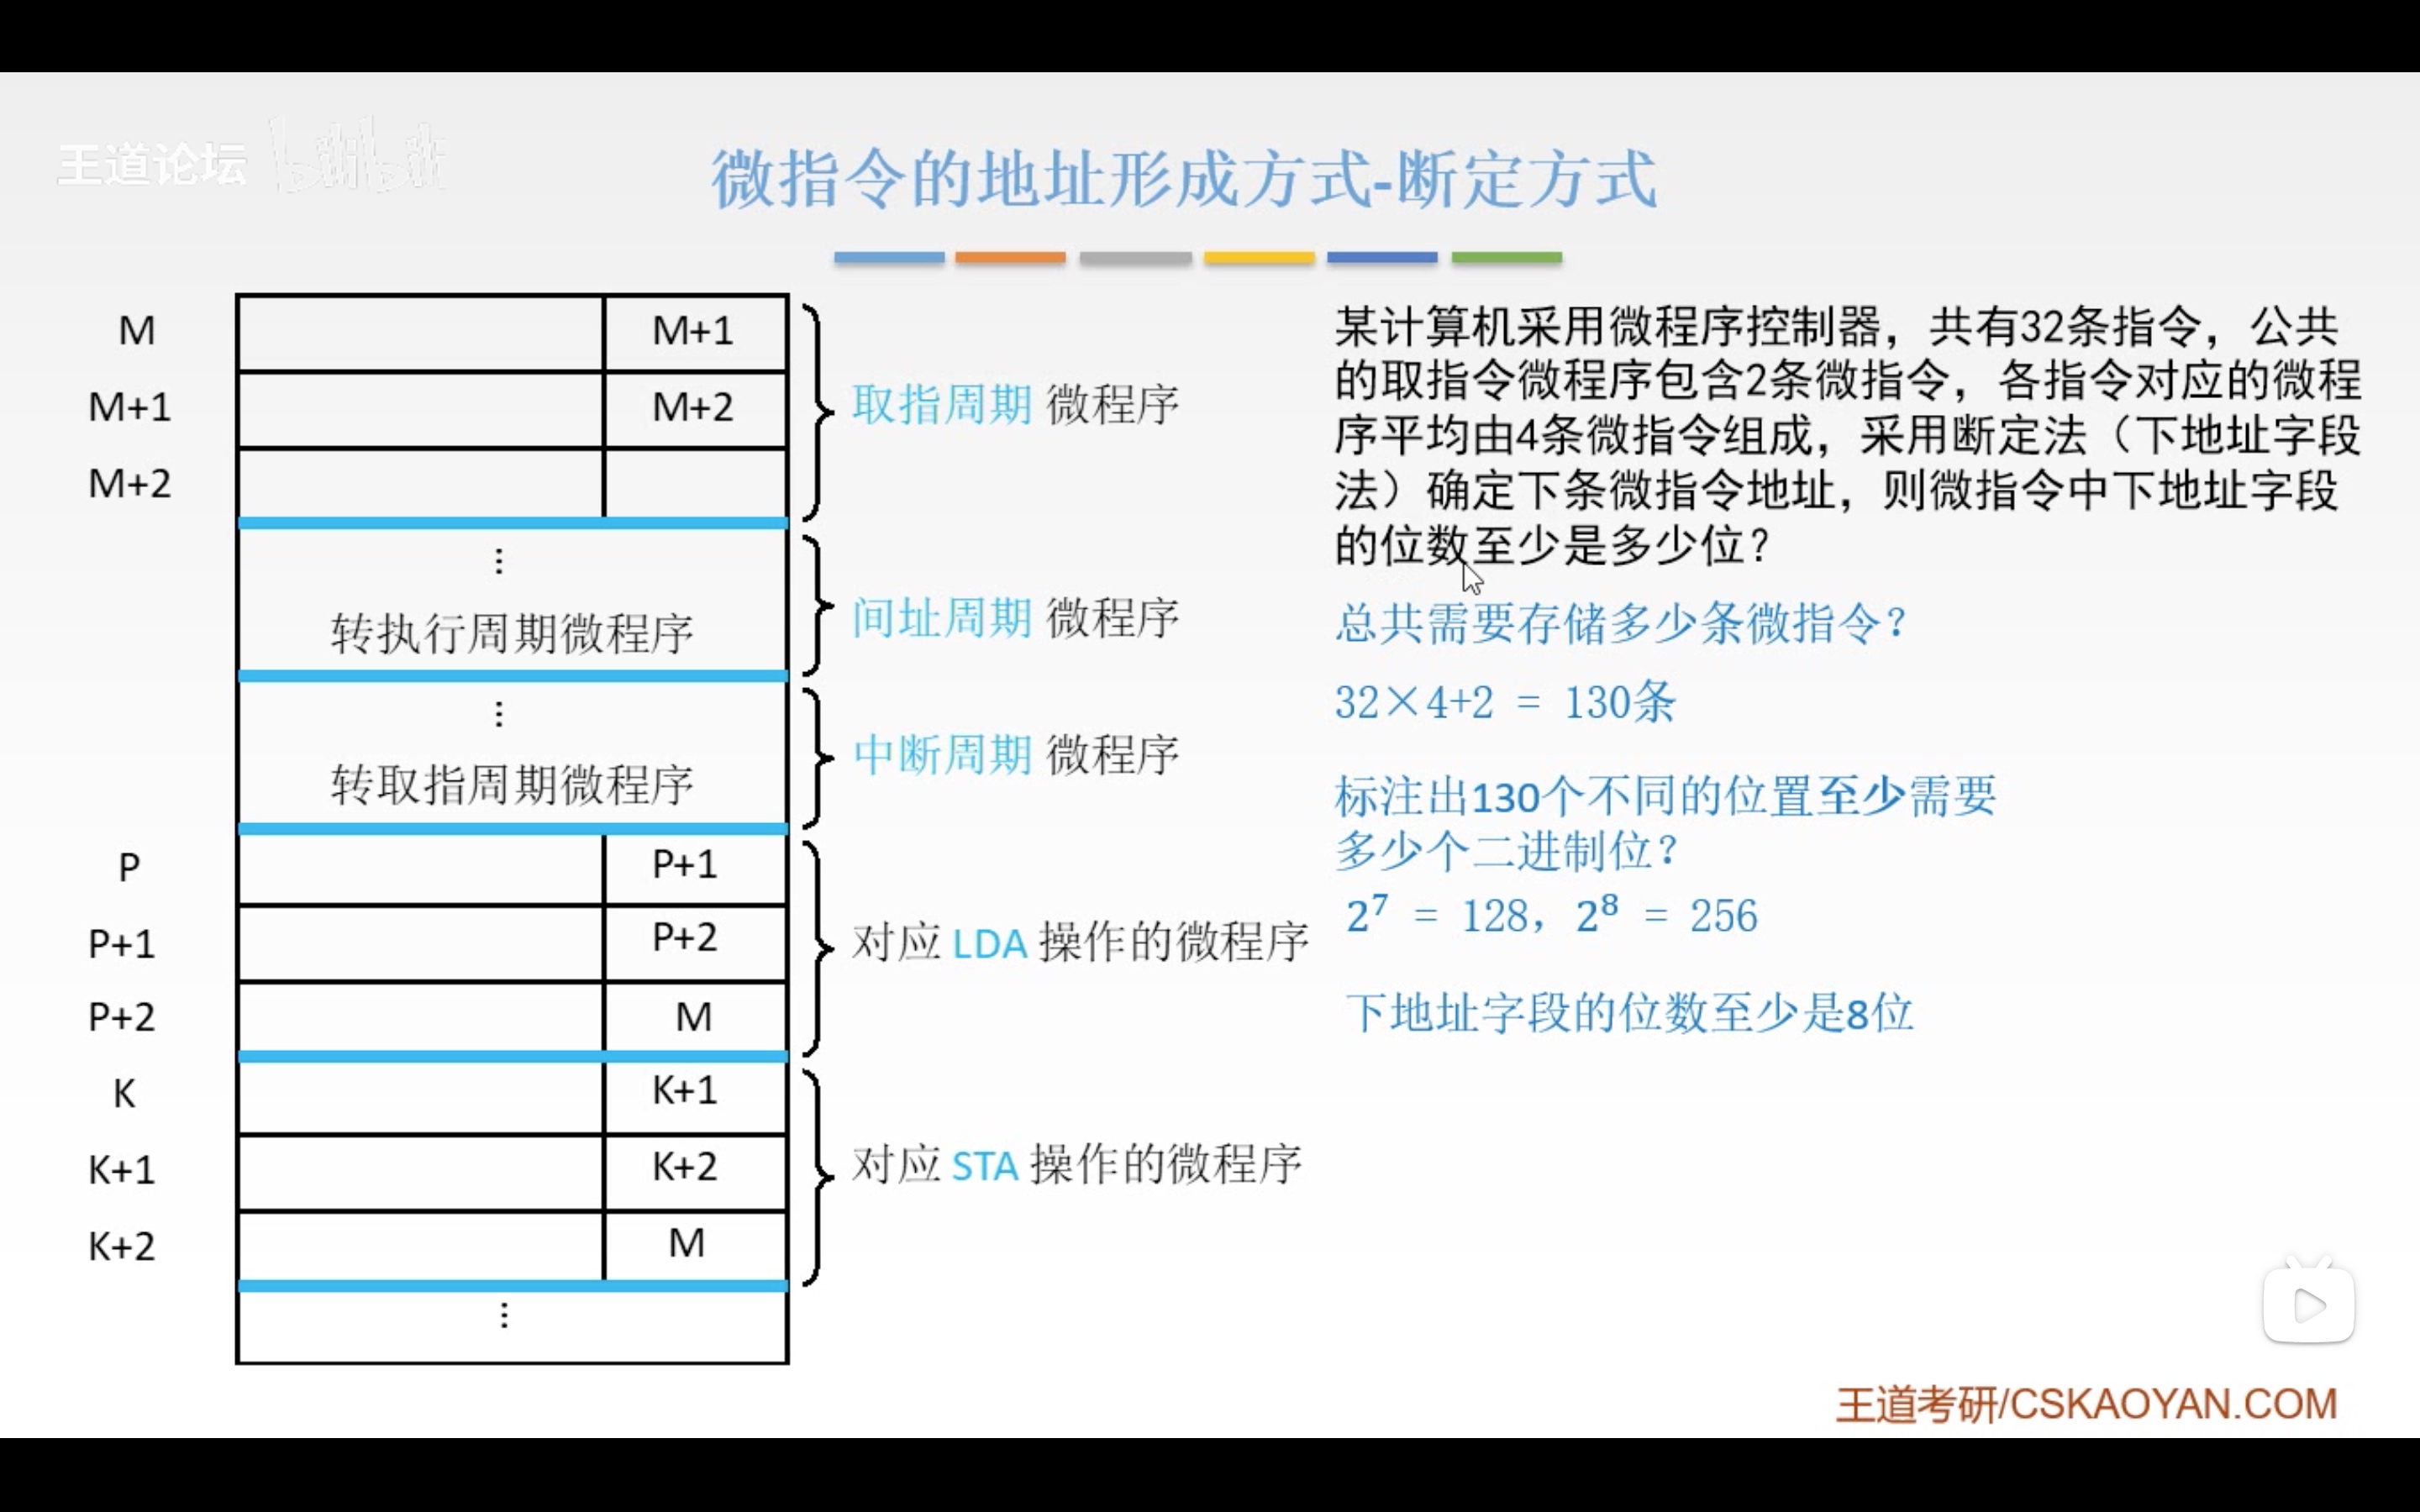 王道论坛 bilibili
微指令的地址形成方式-断定方式
M M+1
M+1 M+2
M+2
取指周期 微程序
⋮
转执行周期微程序
间址周期 微程序
⋮
转取指周期微程序
中断周期 微程序
P P+1
P+1 P+2
P+2 M
对应 LDA 操作的微程序
K K+1
K+1 K+2
K+2 M
对应 STA 操作的微程序
⋮
某计算机采用微程序控制器，共有32条指令，公共
的取指令微程序包含2条微指令，各指令对应的微程
序平均由4条微指令组成，采用断定法（下地址字段
法）确定下条微指令地址，则微指令中下地址字段
的位数至少是多少位？
总共需要存储多少条微指令？
32×4+2 = 130条
标注出130个不同的位置至少需要
多少个二进制位？
2⁷ = 128，2⁸ = 256
下地址字段的位数至少是8位
王道考研/CSKAOYAN.COM